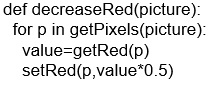 def decreaseRed(picture):
  for p in getPixels(picture):
    value=getRed(p)
    setRed(p,value*0.5)